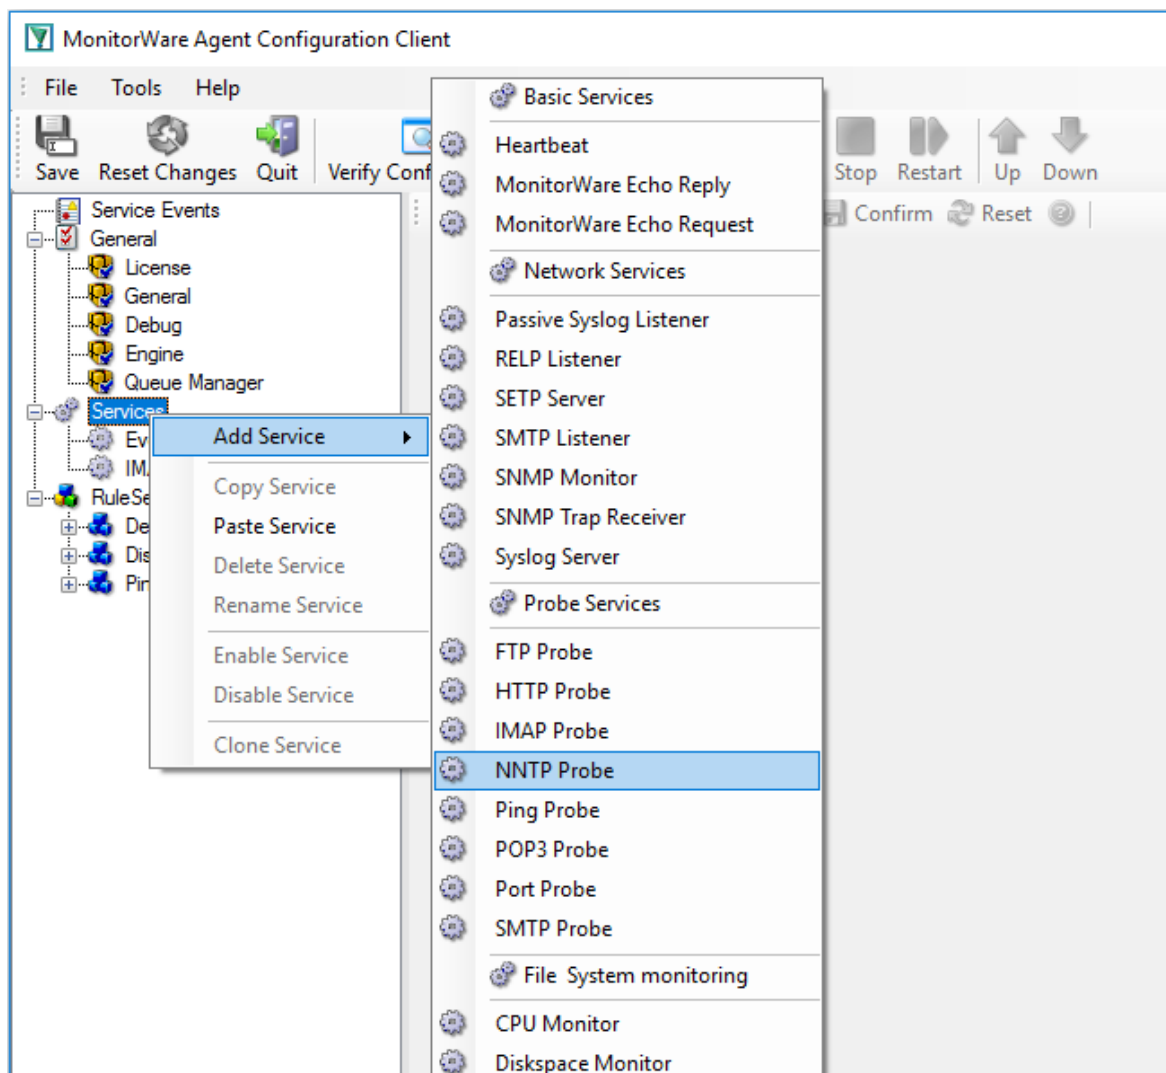 MonitorWare Agent Configuration Client
File Tools Help
Save Reset Changes Quit Verify Stop Restart Up Down
Confirm Reset
Service Events
General
License
General
Debug
Engine
Queue Manager
Services
RuleSe
Add Service
Copy Service
Paste Service
Delete Service
Rename Service
Enable Service
Disable Service
Clone Service
Basic Services
Heartbeat
MonitorWare Echo Reply
MonitorWare Echo Request
Network Services
Passive Syslog Listener
RELP Listener
SETP Server
SMTP Listener
SNMP Monitor
SNMP Trap Receiver
Syslog Server
Probe Services
FTP Probe
HTTP Probe
IMAP Probe
NNTP Probe
Ping Probe
POP3 Probe
Port Probe
SMTP Probe
File System monitoring
CPU Monitor
Diskspace Monitor